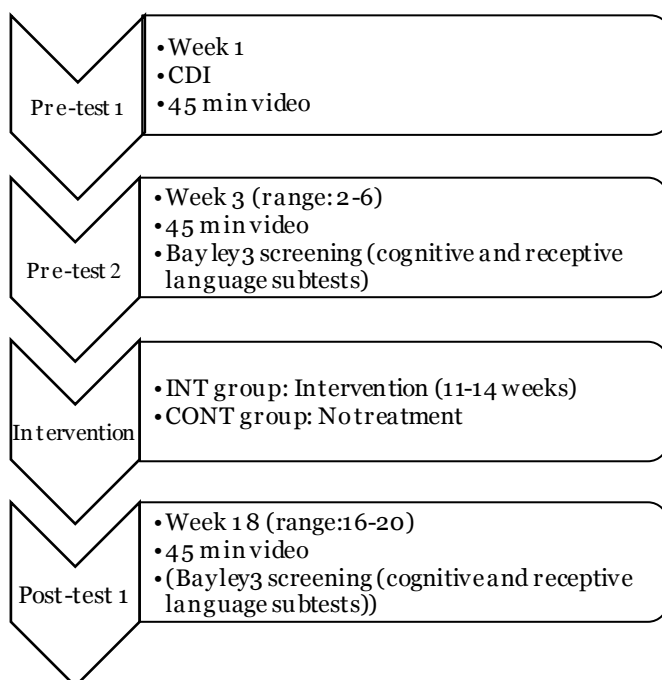 Pre-test 1
•Week 1
•CDI
•45 min video
Pre-test 2
•Week 3 (range: 2-6)
•45 min video
•Bayley3 screening (cognitive and receptive
language subtests)
Intervention
•INT group: Intervention (11-14 weeks)
•CONT group: No treatment
Post-test 1
•Week 18 (range:16-20)
•45 min video
•(Bayley3 screening (cognitive and receptive
language subtests))